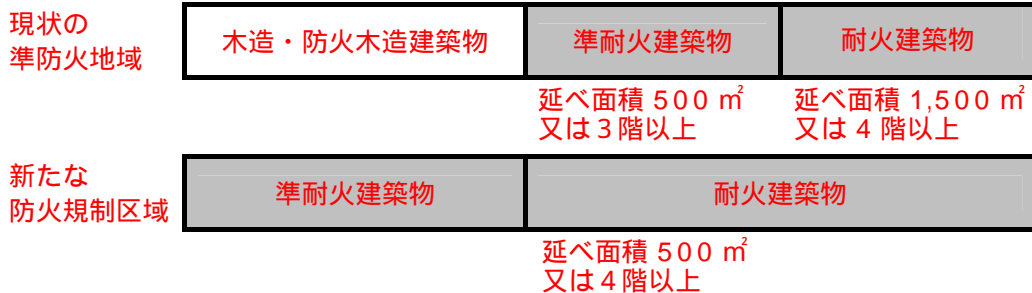 現状の
準防火地域
木造・防火木造建築物
準耐火建築物
耐火建築物
延べ面積 500 ㎡
又は3階以上
延べ面積 1,500 ㎡
又は 4 階以上
新たな
防火規制区域
準耐火建築物
耐火建築物
延べ面積 500 ㎡
又は4階以上